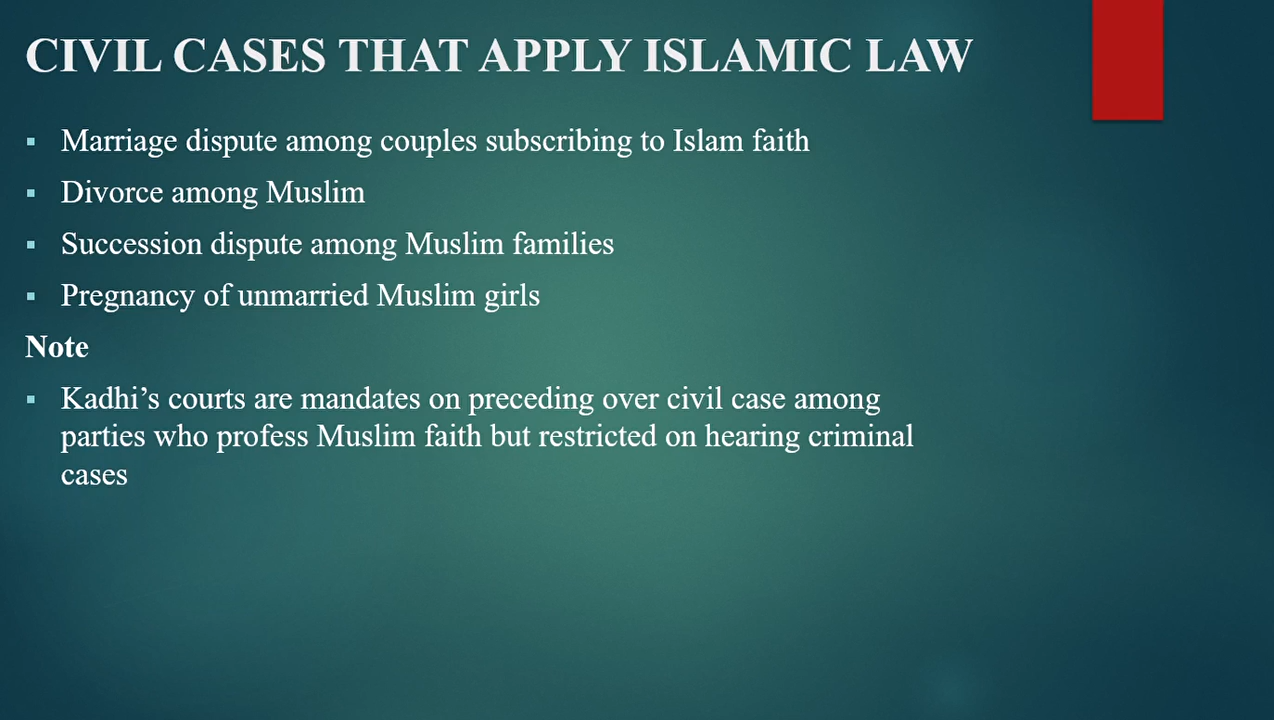 CIVIL CASES THAT APPLY ISLAMIC LAW
Marriage dispute among couples subscribing to Islam faith
Divorce among Muslim
Succession dispute among Muslim families
Pregnancy of unmarried Muslim girls
Note
Kadhi’s courts are mandates on preceding over civil case among
parties who profess Muslim faith but restricted on hearing criminal
cases